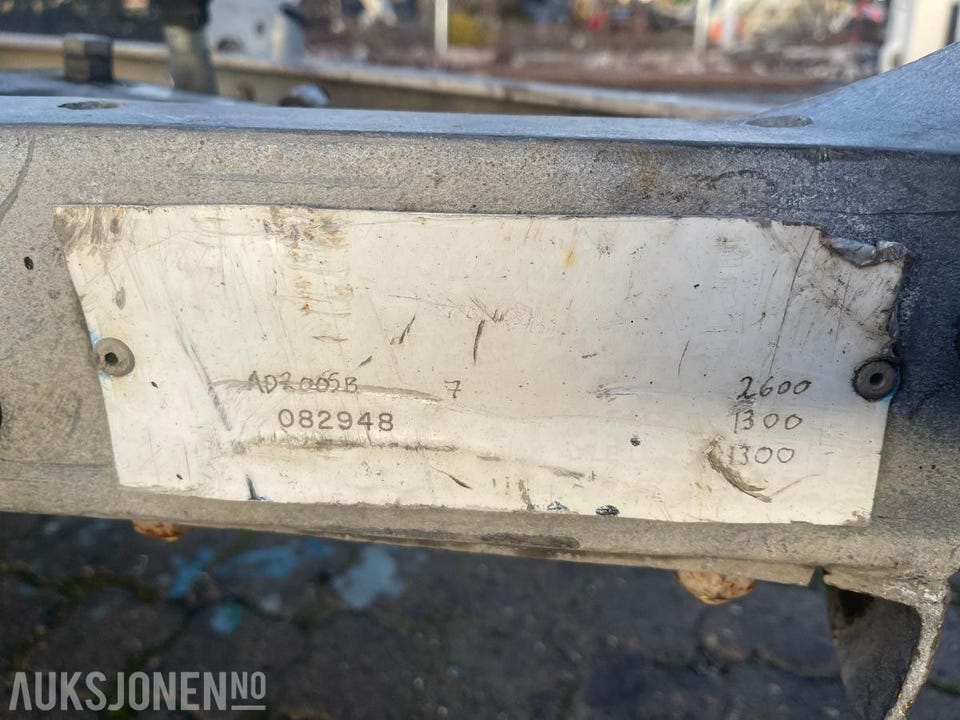 AD2005B 7 2600
082948 1300
1300
AUKSJONEN.NO